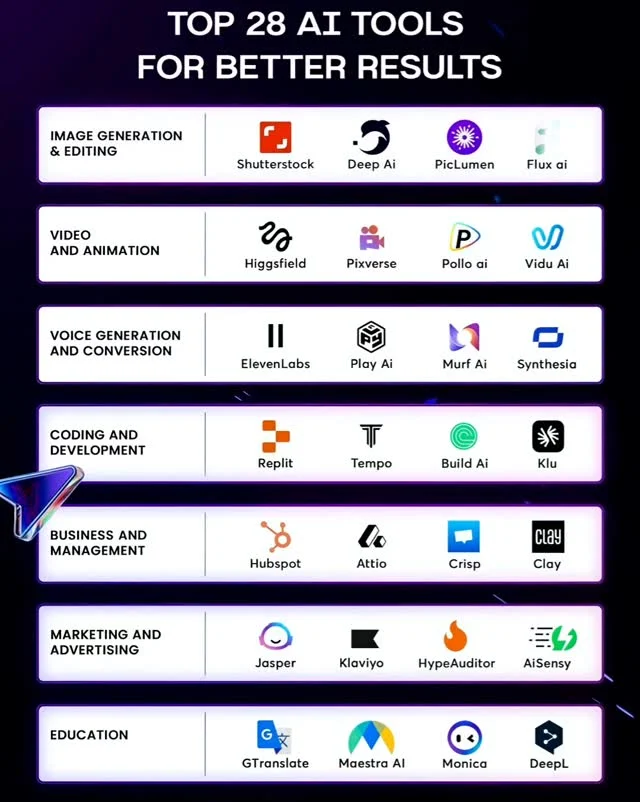 TOP 28 AI TOOLS
FOR BETTER RESULTS
IMAGE GENERATION
& EDITING
Shutterstock Deep Ai PicLumen Flux ai
VIDEO
AND ANIMATION
Higgsfield Pixverse Pollo ai Vidu Ai
VOICE GENERATION
AND CONVERSION
ElevenLabs Play Ai Murf Ai Synthesia
CODING AND
DEVELOPMENT
Replit Tempo Build Ai Klu
BUSINESS AND
MANAGEMENT
Hubspot Attio Crisp Clay
MARKETING AND
ADVERTISING
Jasper Klaviyo HypeAuditor AiSensy
EDUCATION
GTranslate Maestra AI Monica DeepL